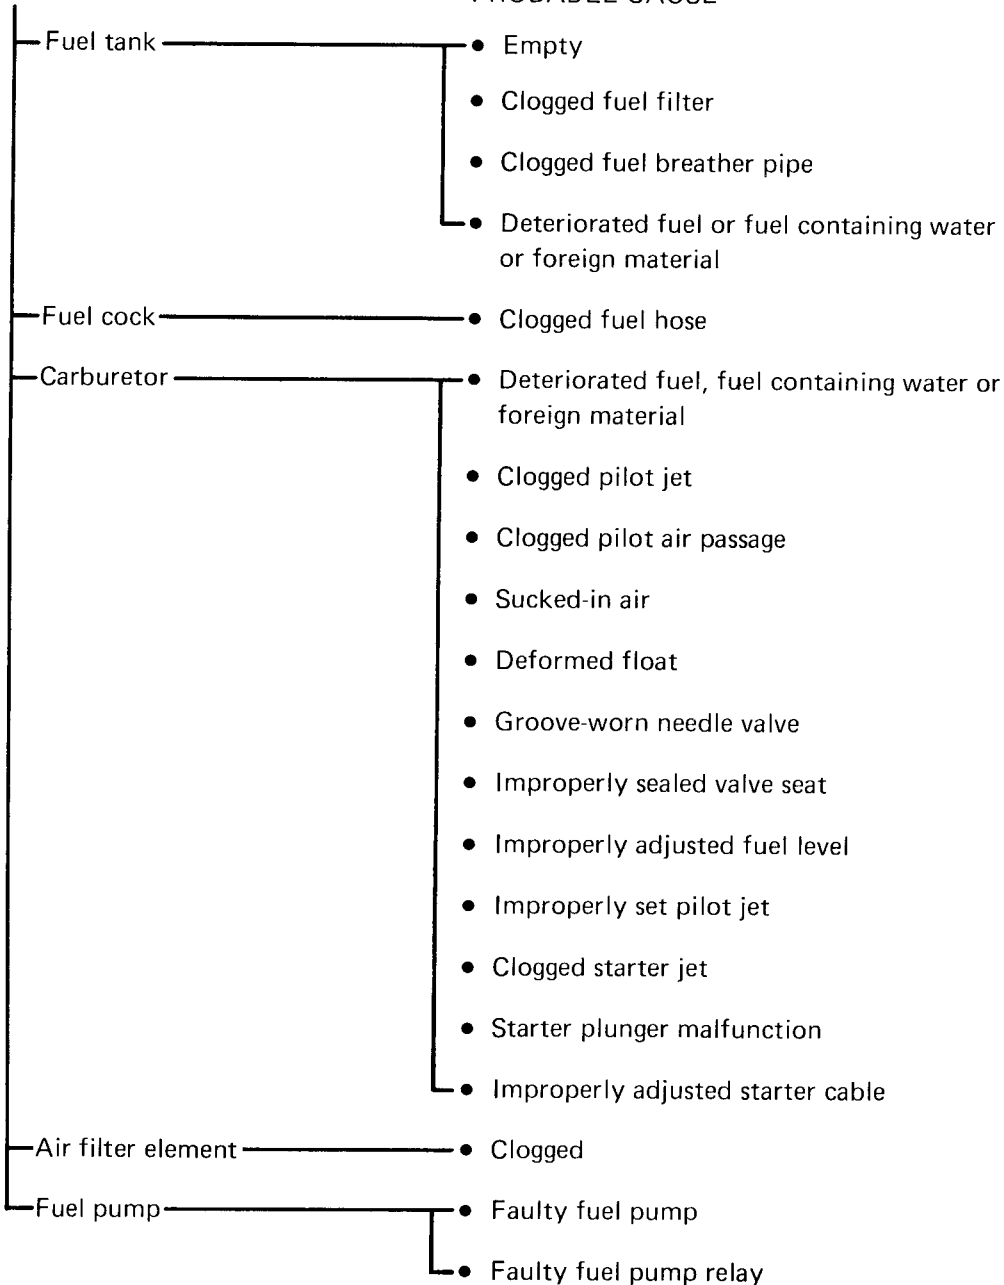 PROBABLE CAUSE
Fuel tank • Empty
• Clogged fuel filter
• Clogged fuel breather pipe
• Deteriorated fuel or fuel containing water
or foreign material
Fuel cock • Clogged fuel hose
Carburetor • Deteriorated fuel, fuel containing water or
foreign material
• Clogged pilot jet
• Clogged pilot air passage
• Sucked-in air
• Deformed float
• Groove-worn needle valve
• Improperly sealed valve seat
• Improperly adjusted fuel level
• Improperly set pilot jet
• Clogged starter jet
• Starter plunger malfunction
• Improperly adjusted starter cable
Air filter element • Clogged
Fuel pump • Faulty fuel pump
• Faulty fuel pump relay